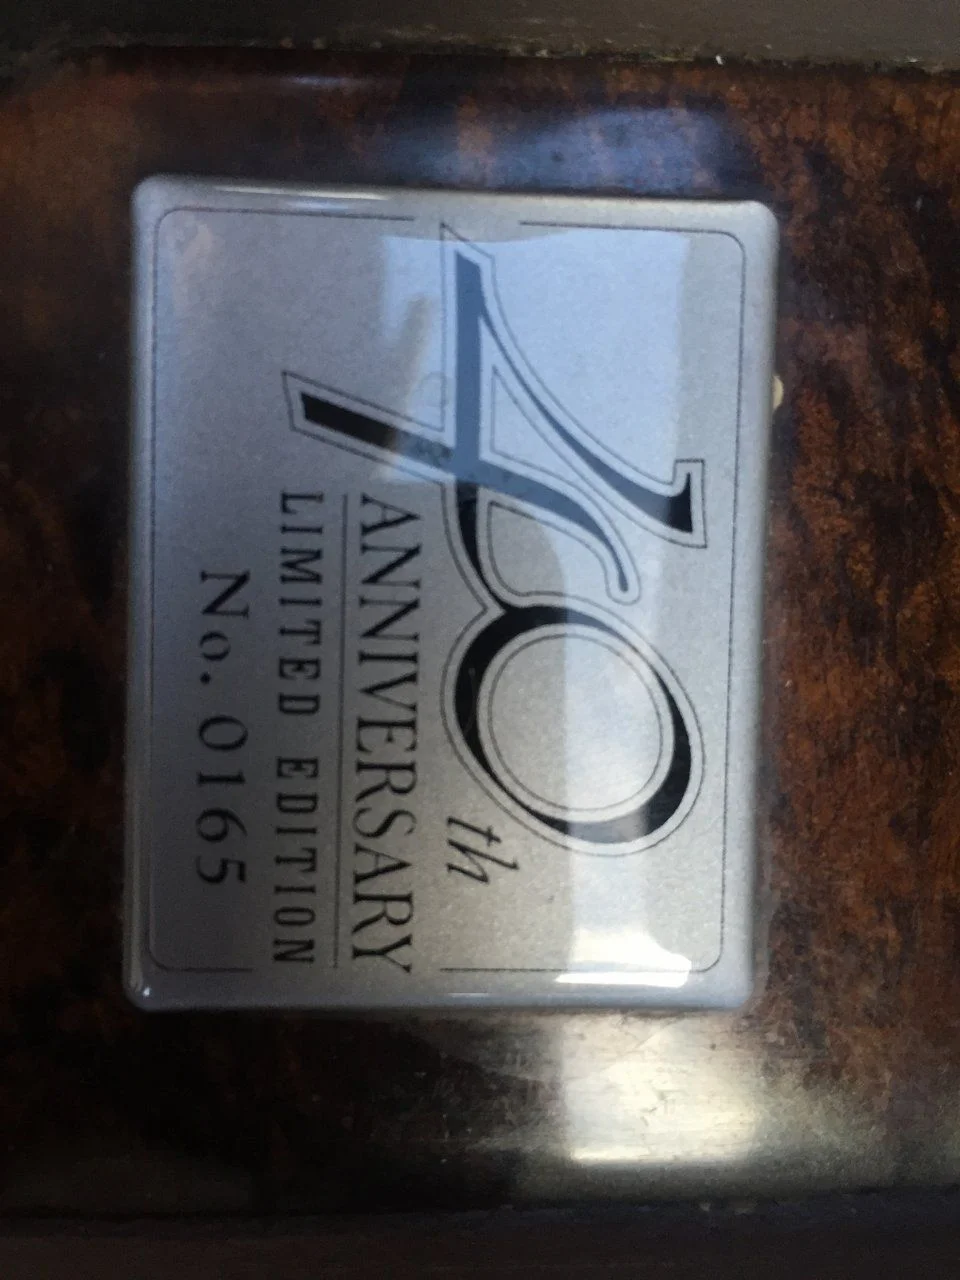 40th
ANNIVERSARY
LIMITED EDITION
No. 0165